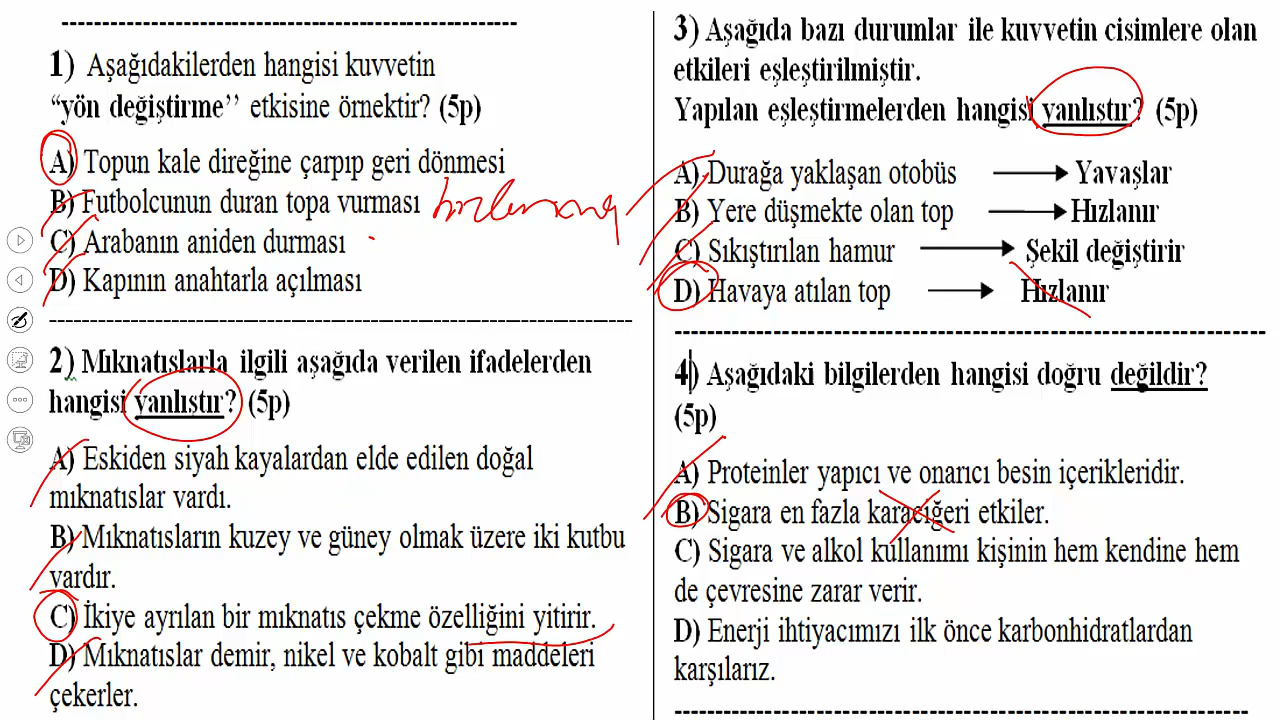 1) Aşağıdakilerden hangisi kuvvetin
“yön değiştirme’’ etkisine örnektir? (5p)
A) Topun kale direğine çarpıp geri dönmesi
B) Futbolcunun duran topa vurması
C) Arabanın aniden durması
D) Kapının anahtarla açılması
2) Mıknatıslarla ilgili aşağıda verilen ifadelerden
hangisi yanlıştır? (5p)
A) Eskiden siyah kayalardan elde edilen doğal
mıknatıslar vardı.
B) Mıknatısların kuzey ve güney olmak üzere iki kutbu
vardır.
C) İkiye ayrılan bir mıknatıs çekme özelliğini yitirir.
D) Mıknatıslar demir, nikel ve kobalt gibi maddeleri
çekerler.
3) Aşağıda bazı durumlar ile kuvvetin cisimlere olan
etkileri eşleştirilmiştir.
Yapılan eşleştirmelerden hangisi yanlıştır? (5p)
A) Durağa yaklaşan otobüs → Yavaşlar
B) Yere düşmekte olan top → Hızlanır
C) Sıkıştırılan hamur → Şekil değiştirir
D) Havaya atılan top → Hızlanır
4) Aşağıdaki bilgilerden hangisi doğru değildir?
(5p)
A) Proteinler yapıcı ve onarıcı besin içerikleridir.
B) Sigara en fazla karaciğeri etkiler.
C) Sigara ve alkol kullanımı kişinin hem kendine hem
de çevresine zarar verir.
D) Enerji ihtiyacımızı ilk önce karbonhidratlardan
karşılarız.